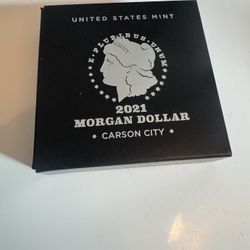 UNITED STATES MINT
E·PLURIBUS·UNUM
2021
MORGAN DOLLAR
• CARSON CITY •